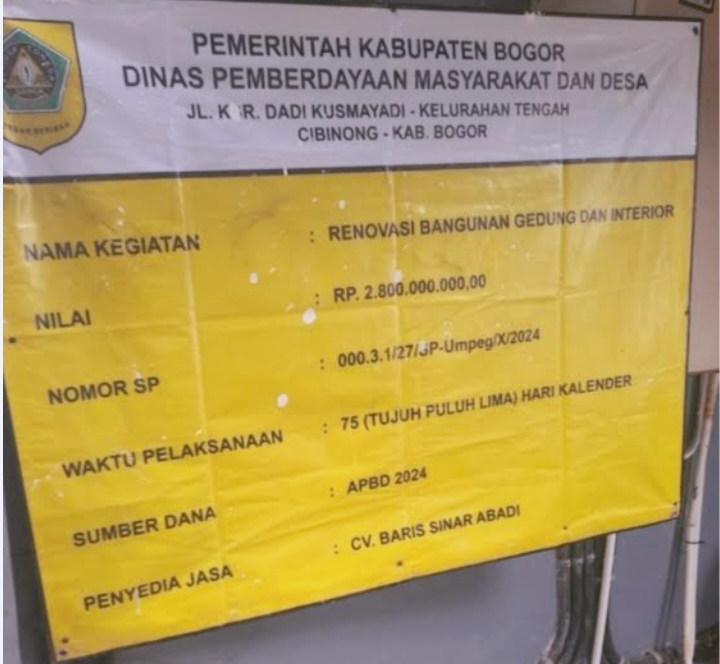 PEMERINTAH KABUPATEN BOGOR
DINAS PEMBERDAYAAN MASYARAKAT DAN DESA
JL. K R. DADI KUSMAYADI - KELURAHAN TENGAH
CIBINONG - KAB. BOGOR
NAMA KEGIATAN : RENOVASI BANGUNAN GEDUNG DAN INTERIOR
NILAI : RP. 2.800.000.000,00
NOMOR SP : 000.3.1/27/SP-Umpeg/X/2024
WAKTU PELAKSANAAN : 75 (TUJUH PULUH LIMA) HARI KALENDER
SUMBER DANA : APBD 2024
PENYEDIA JASA : CV. BARIS SINAR ABADI